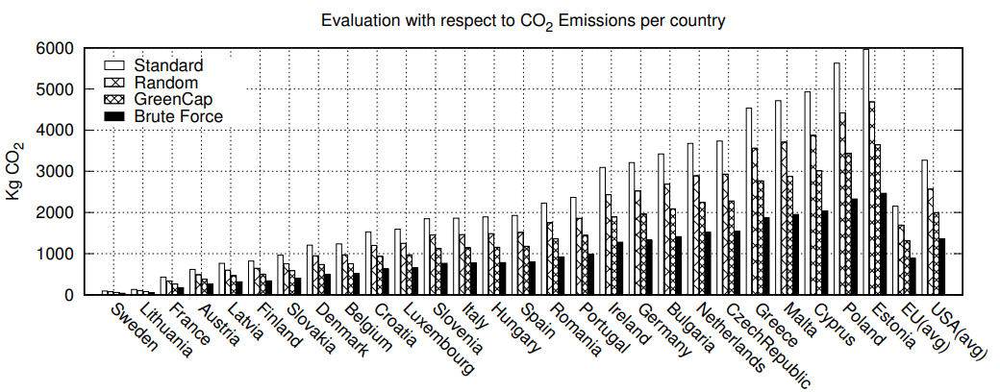 Evaluation with respect to CO2 Emissions per country
Kg CO2
6000
5000
4000
3000
2000
1000
0
Standard
Random
GreenCap
Brute Force
Sweden
Lithuania
France
Austria
Latvia
Finland
Slovakia
Denmark
Belgium
Croatia
Luxembourg
Slovenia
Italy
Hungary
Spain
Romania
Portugal
Ireland
Germany
Bulgaria
Netherlands
CzechRepublic
Greece
Malta
Cyprus
Poland
Estonia
EU(avg)
USA(avg)